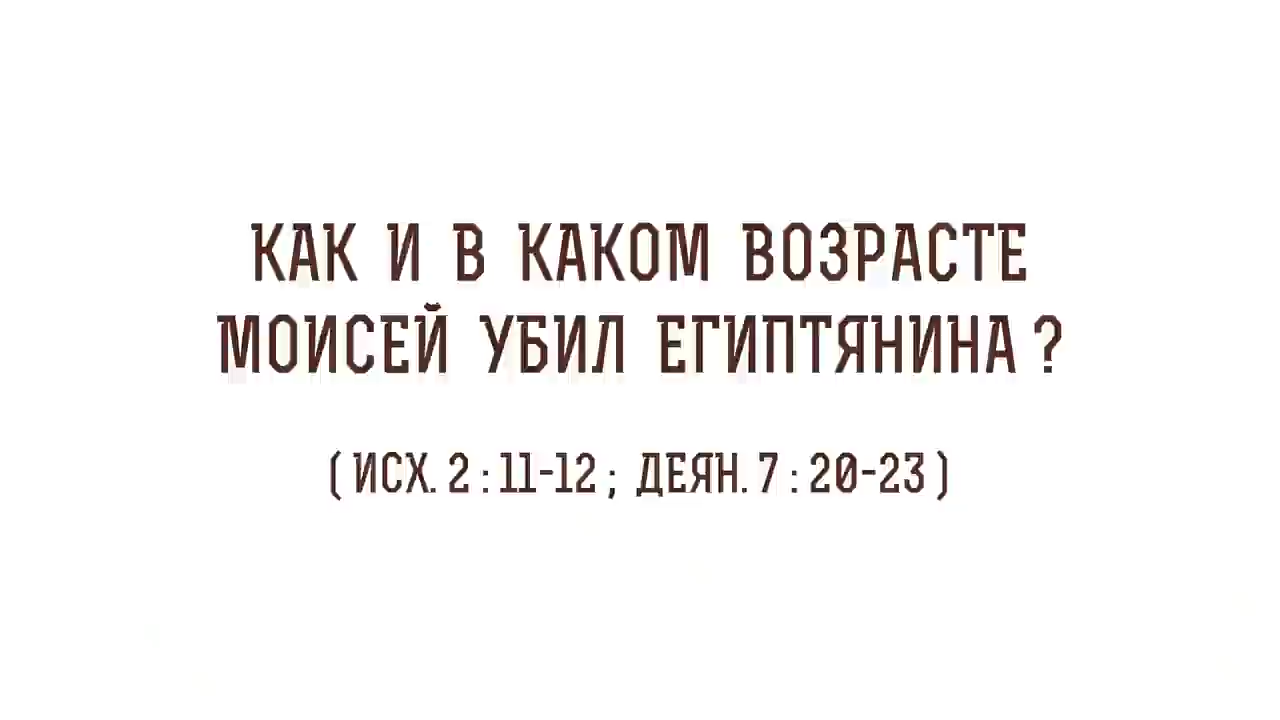 КАК И В КАКОМ ВОЗРАСТЕ
МОИСЕЙ УБИЛ ЕГИПТЯНИНА?
(ИСХ. 2:11-12; ДЕЯН. 7:20-23)